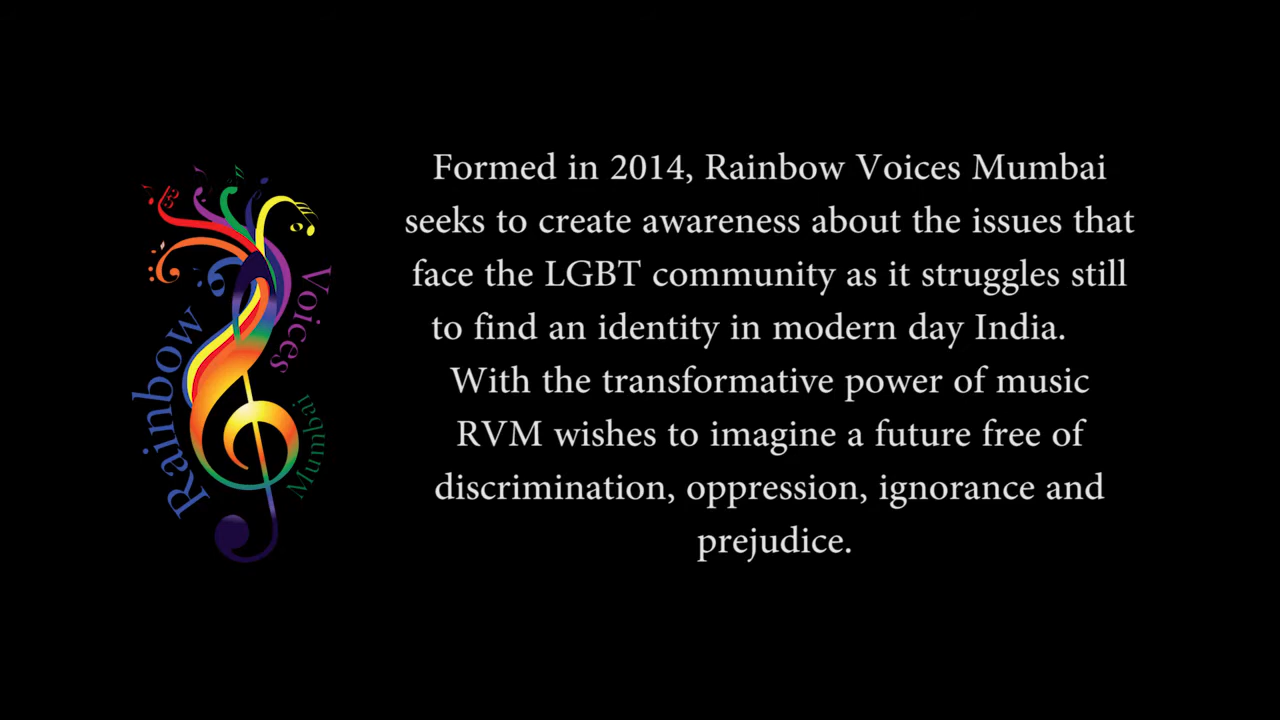 Rainbow
Voices
Mumbai
Formed in 2014, Rainbow Voices Mumbai
seeks to create awareness about the issues that
face the LGBT community as it struggles still
to find an identity in modern day India.
With the transformative power of music
RVM wishes to imagine a future free of
discrimination, oppression, ignorance and
prejudice.